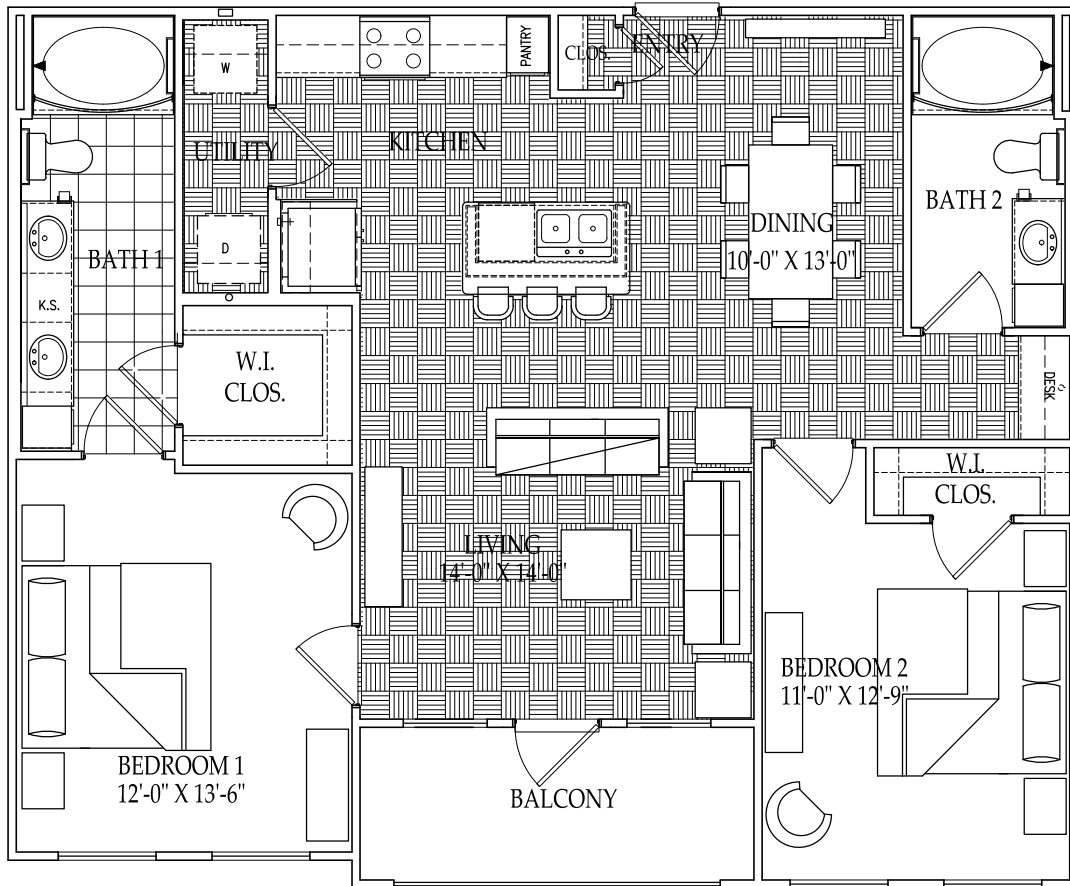 W
PANTRY
CLOS.
ENTRY
UTILITY
KITCHEN
BATH 2
DINING
10'-0" X 13'-0"
BATH 1
D
K.S.
W.I.
CLOS.
DESK
W.I.
CLOS.
LIVING
14'-0" X 14'-0"
BEDROOM 2
11'-0" X 12'-9"
BEDROOM 1
12'-0" X 13'-6"
BALCONY